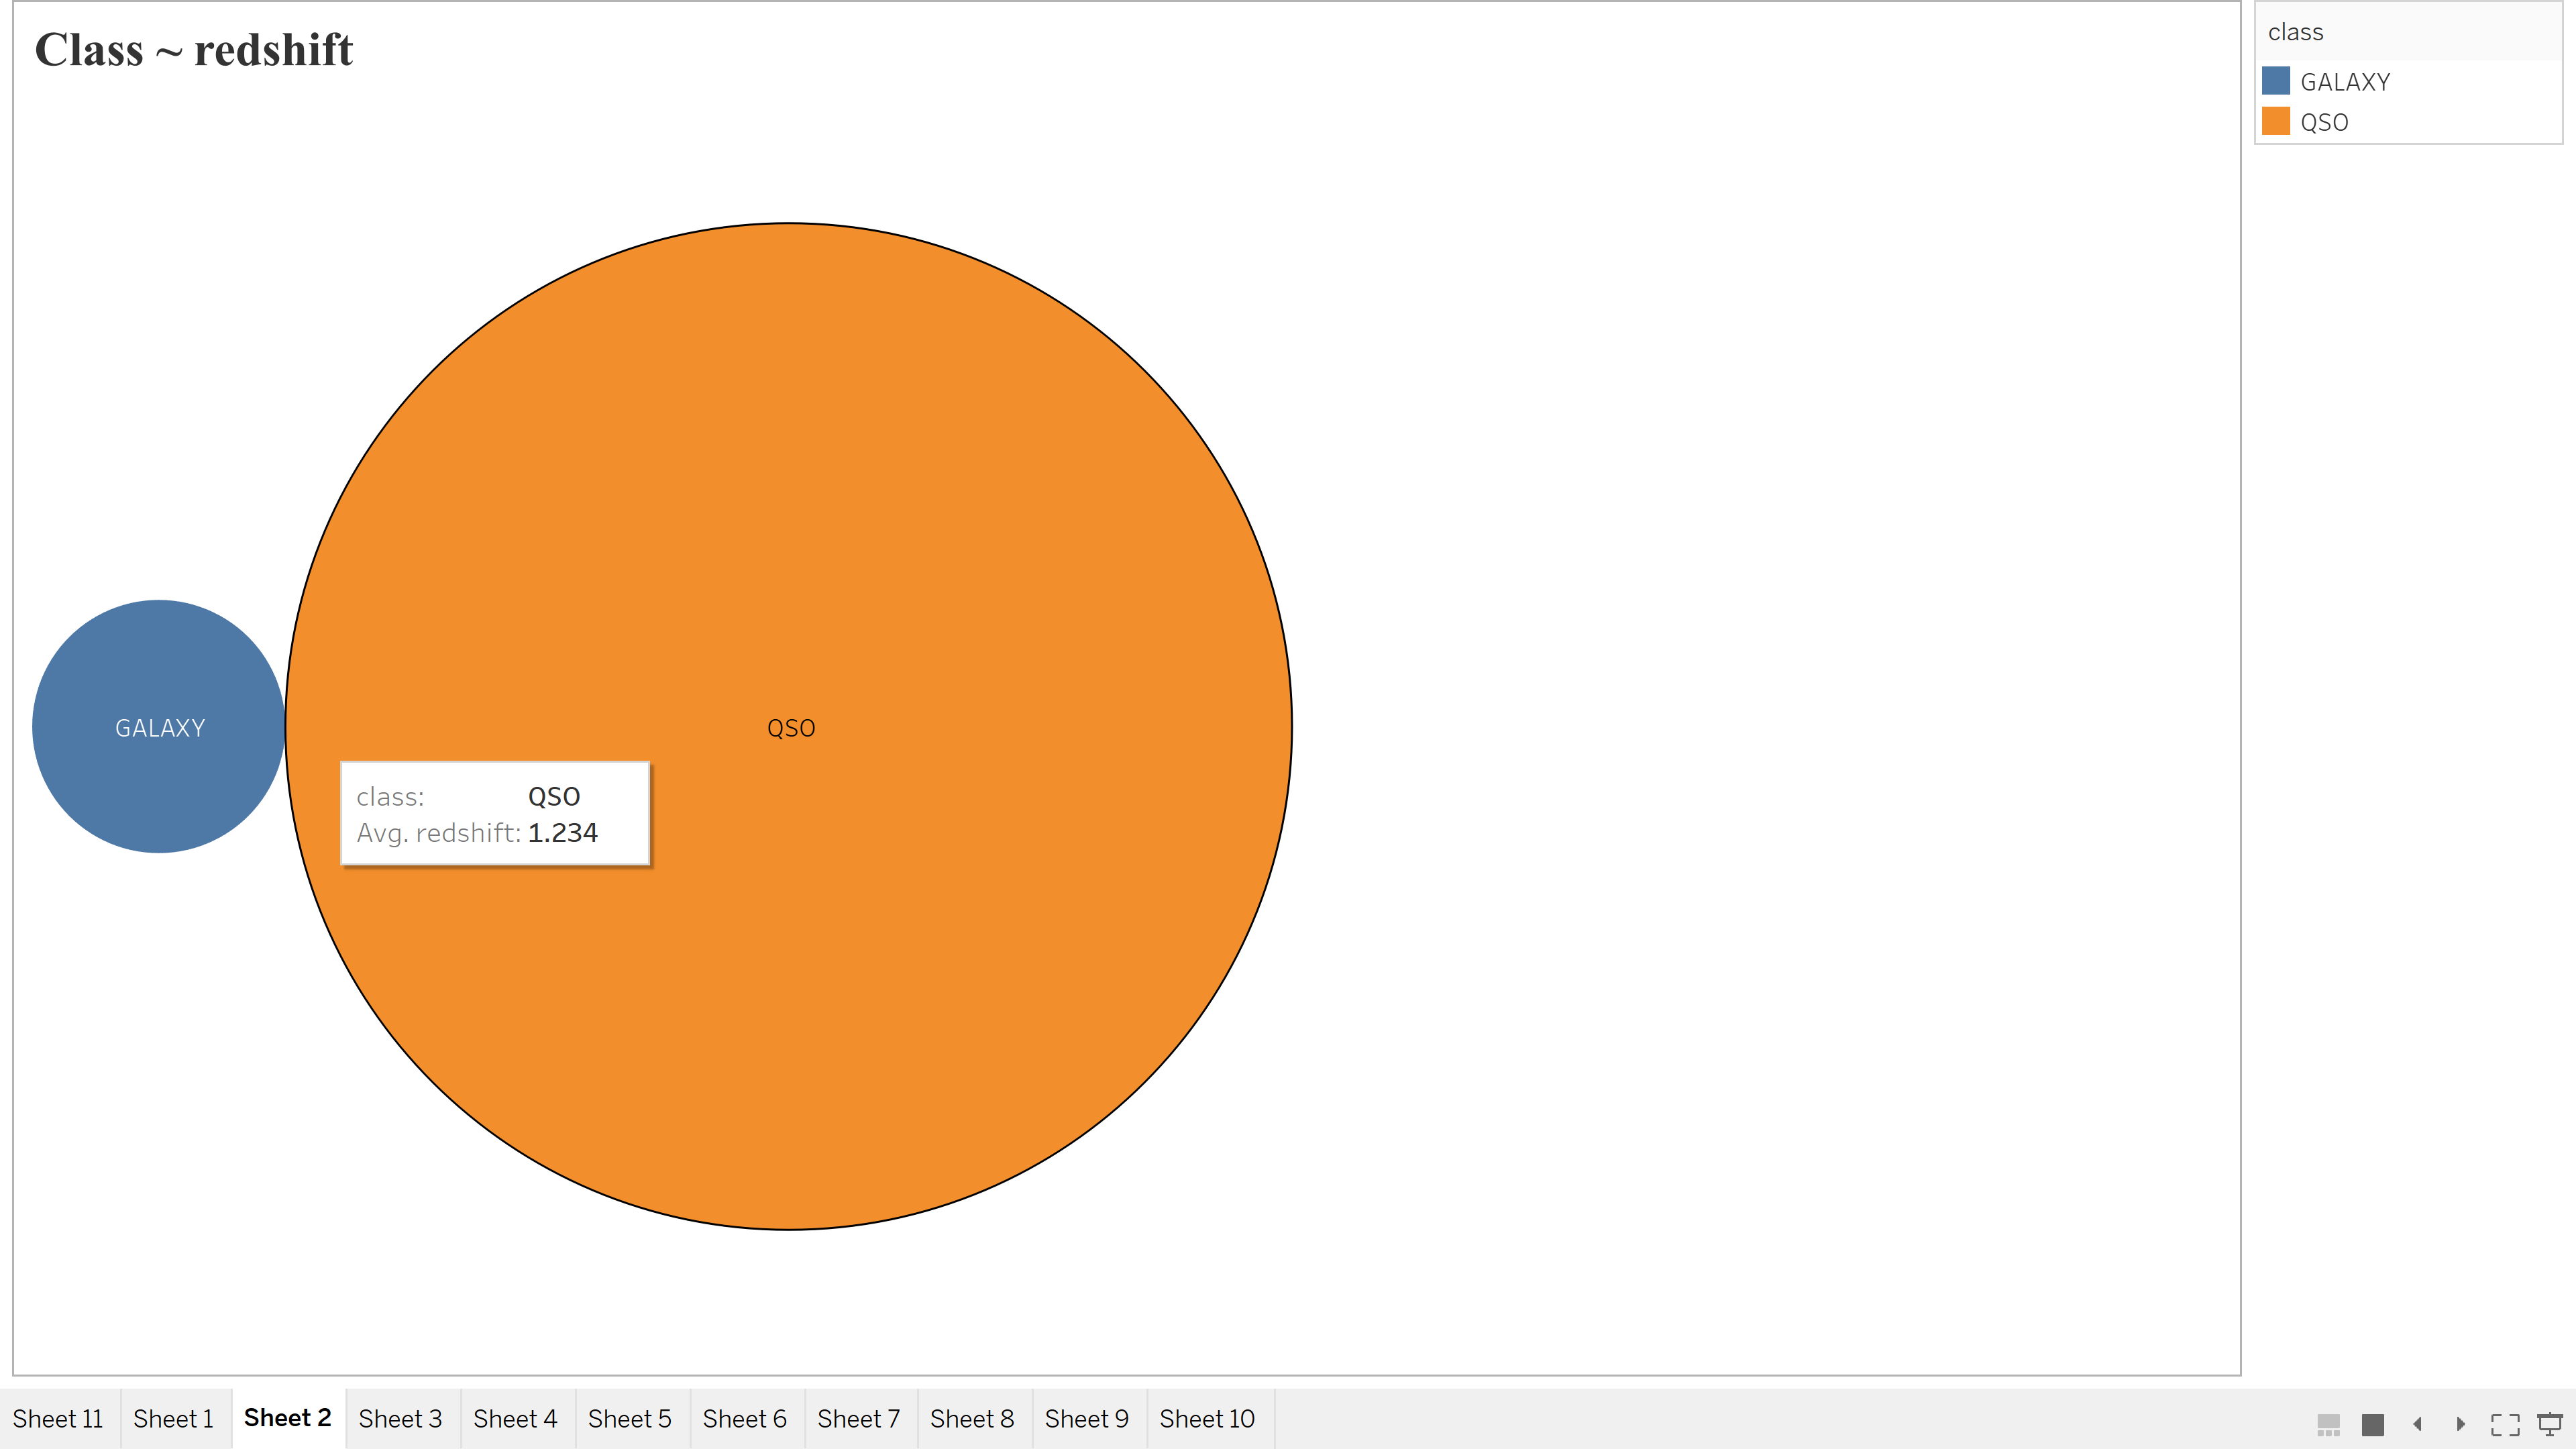 Class ~ redshift
class
GALAXY
QSO
GALAXY
QSO
class: QSO
Avg. redshift: 1.234
Sheet 11 Sheet 1 Sheet 2 Sheet 3 Sheet 4 Sheet 5 Sheet 6 Sheet 7 Sheet 8 Sheet 9 Sheet 10